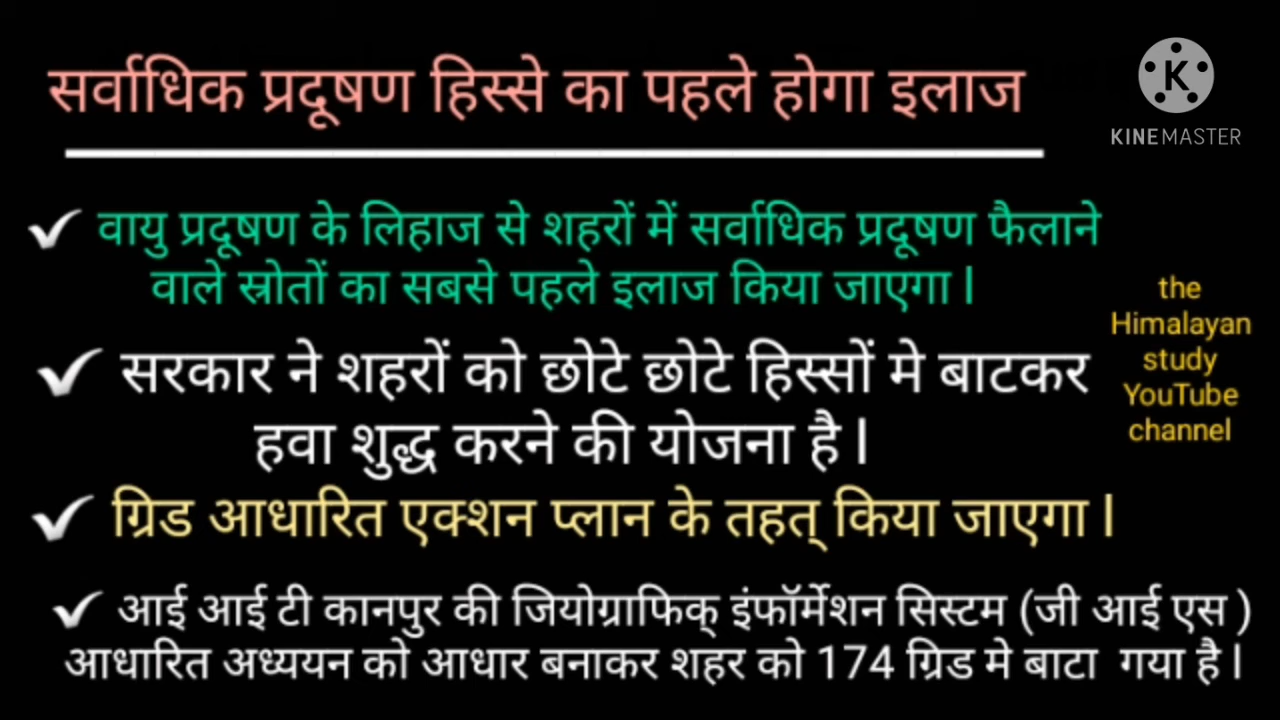 सर्वाधिक प्रदूषण हिस्से का पहले होगा इलाज
K
KINEMASTER
✓ वायु प्रदूषण के लिहाज से शहरों में सर्वाधिक प्रदूषण फैलाने
वाले स्रोतों का सबसे पहले इलाज किया जाएगा l
✓ सरकार ने शहरों को छोटे छोटे हिस्सों मे बाटकर
हवा शुद्ध करने की योजना है l
✓ ग्रिड आधारित एक्शन प्लान के तहत् किया जाएगा l
✓ आई आई टी कानपुर की जियोग्राफिक् इंफॉर्मेशन सिस्टम (जी आई एस )
आधारित अध्ययन को आधार बनाकर शहर को 174 ग्रिड मे बाटा गया है l
the
Himalayan
study
YouTube
channel